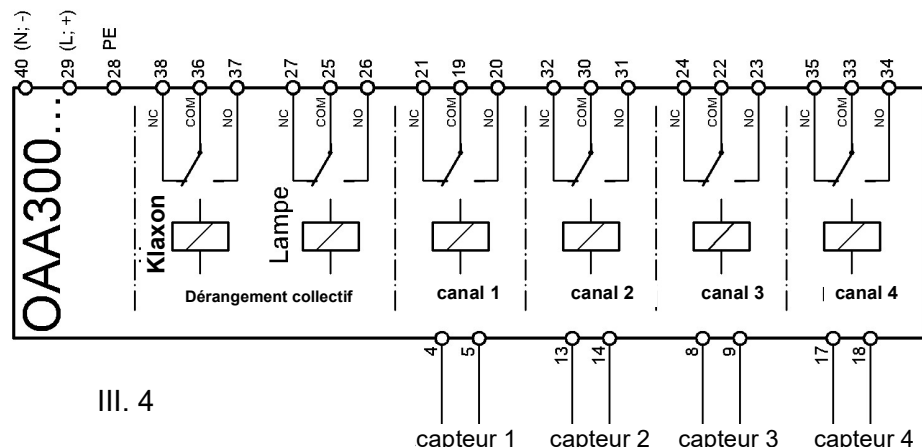 40 (N; -)
29 (L; +)
28 PE
38
36
37
27
25
26
21
19
20
32
30
31
24
22
23
35
33
34
NC COM NO
NC COM NO
NC COM NO
NC COM NO
NC COM NO
NC COM NO
OAA300...
Klaxon
Lampe
Dérangement collectif
canal 1
canal 2
canal 3
canal 4
4
5
13
14
8
9
17
18
III. 4
capteur 1
capteur 2
capteur 3
capteur 4